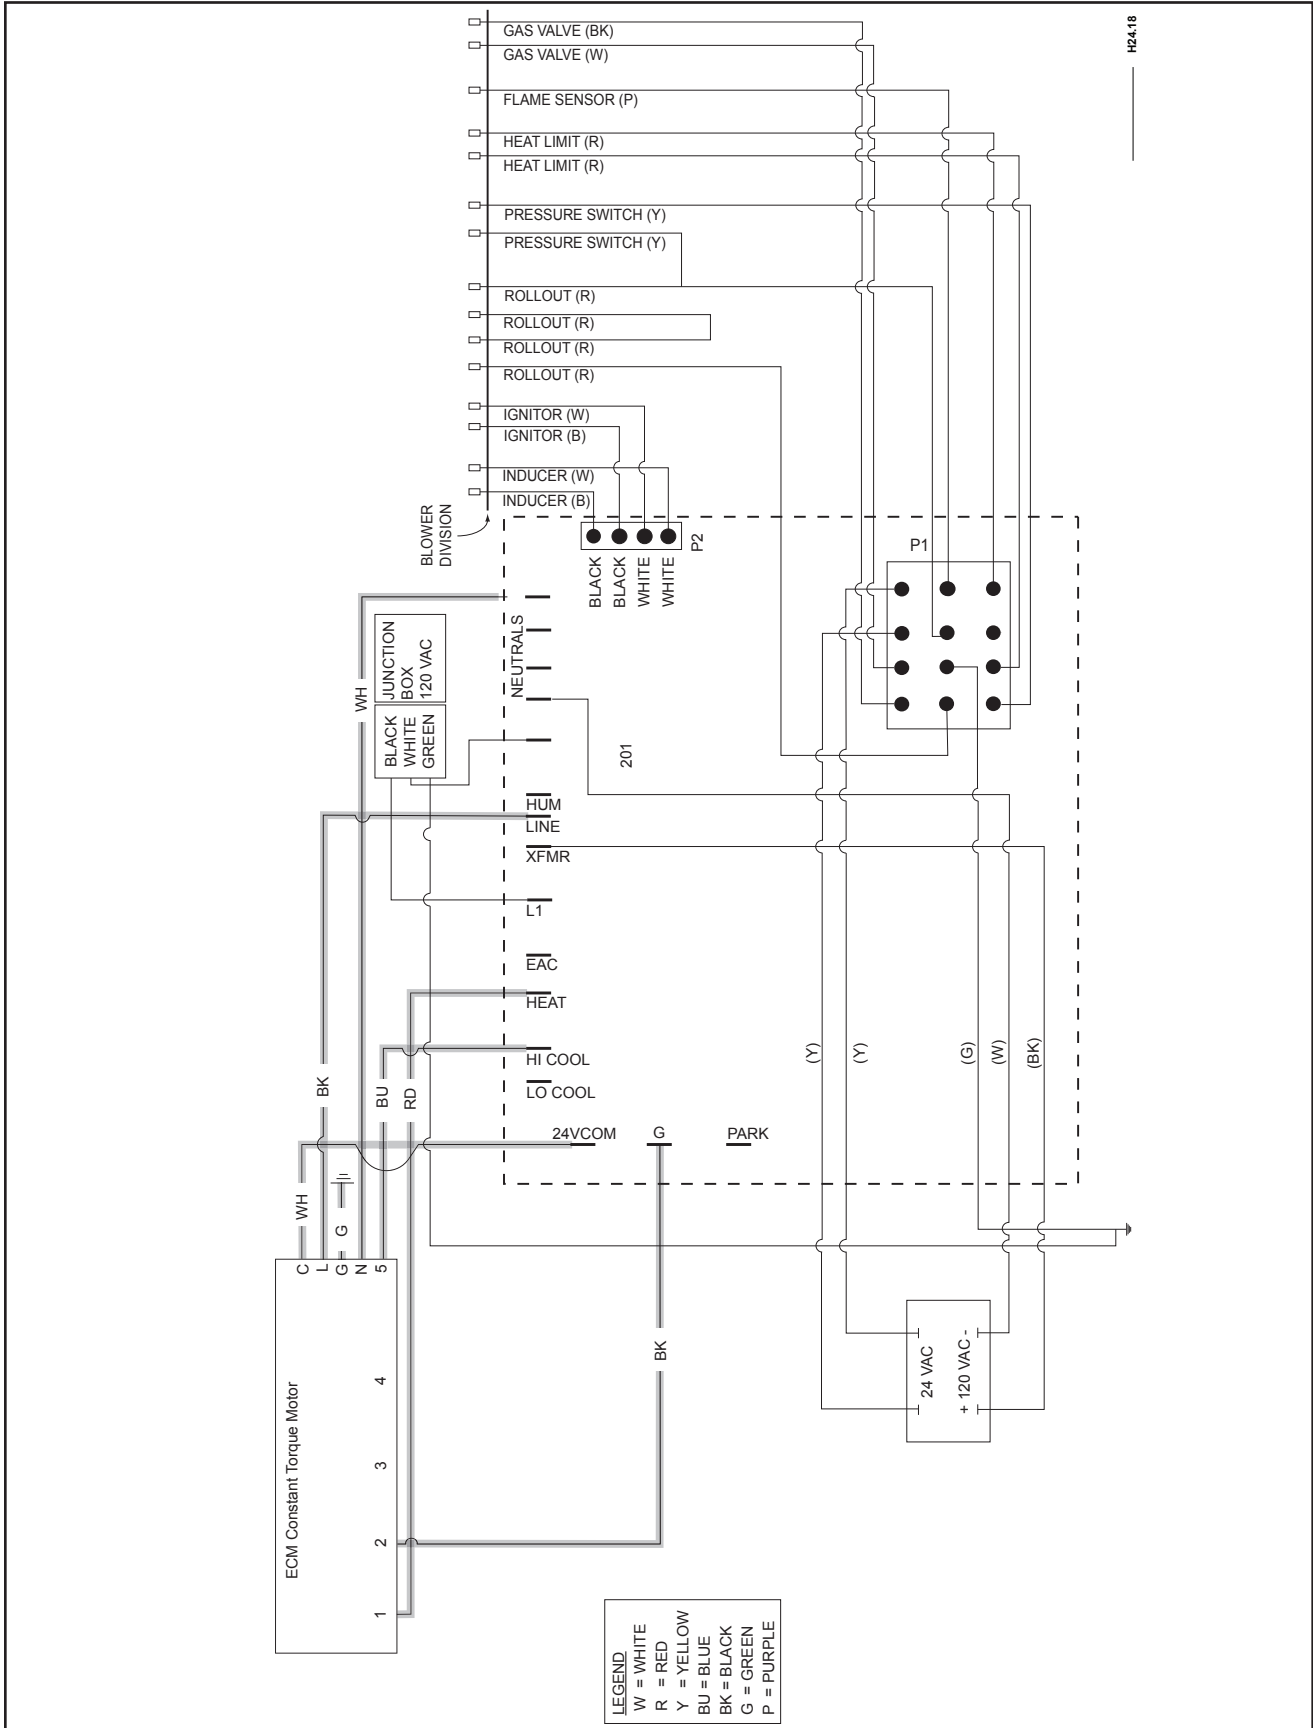 GAS VALVE (BK)
GAS VALVE (W)
FLAME SENSOR (P)
HEAT LIMIT (R)
HEAT LIMIT (R)
PRESSURE SWITCH (Y)
PRESSURE SWITCH (Y)
ROLLOUT (R)
ROLLOUT (R)
ROLLOUT (R)
ROLLOUT (R)
IGNITOR (W)
IGNITOR (B)
INDUCER (W)
INDUCER (B)
H24.18
BLOWER
DIVISION
BLACK
BLACK
WHITE
WHITE
P2
P1
NEUTRALS
JUNCTION
BOX
120 VAC
BLACK
WHITE
GREEN
WH
201
HUM
LINE
XFMR
L1
EAC
HEAT
HI COOL
LO COOL
24VCOM
G
PARK
BK
BU
RD
WH
G
(Y)
(Y)
(G)
(W)
(BK)
C
L
G
N
5
4
3
2
1
ECM Constant Torque Motor
BK
24 VAC
+ 120 VAC -
LEGEND
W = WHITE
R = RED
Y = YELLOW
BU = BLUE
BK = BLACK
G = GREEN
P = PURPLE